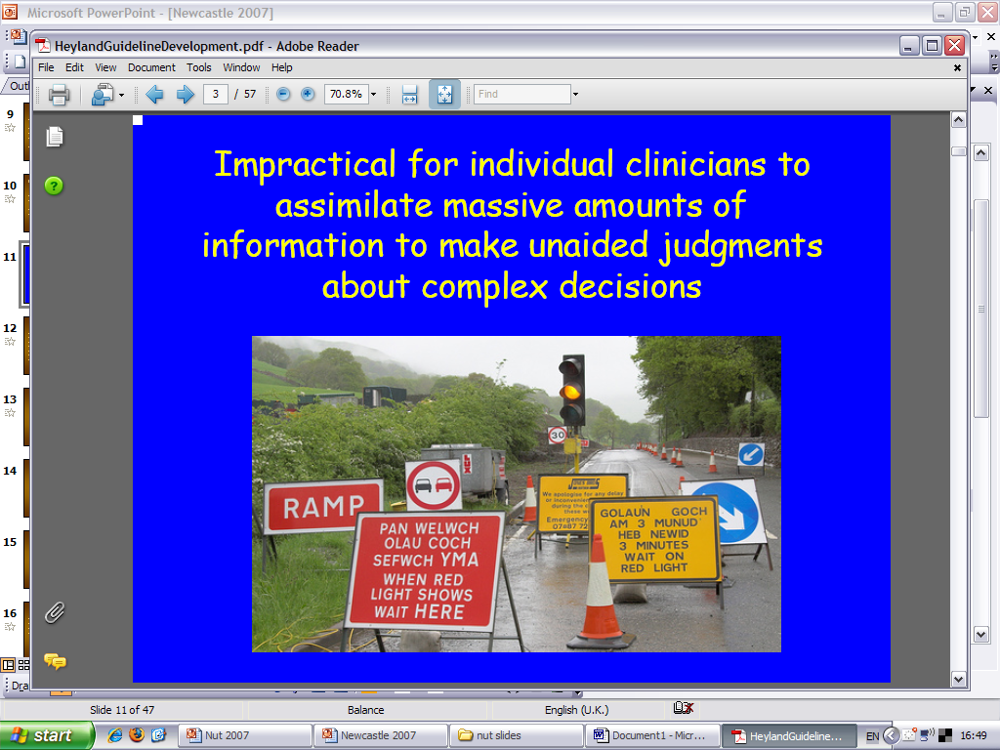 Microsoft PowerPoint - [Newcastle 2007]
HeylandGuidelineDevelopment.pdf - Adobe Reader
File Edit View Document Tools Window Help
3 / 57 70.8% Find
Out
9
10
11
12
13
14
15
16
Impractical for individual clinicians to
assimilate massive amounts of
information to make unaided judgments
about complex decisions
30
RAMP
PAN WELWCH
OLAU COCH
SEFWCH YMA
WHEN RED
LIGHT SHOWS
WAIT HERE
We apologise for any delay
or inconvenience
during the
these
Emergency
GOLAUN GOCH
AM 3 MUNUD
HEB NEWID
3 MINUTES
WAIT ON
RED LIGHT
Dra
Slide 11 of 47 Balance English (U.K.)
start Nut 2007 Newcastle 2007 nut slides Document1 - Micr... HeylandGuideline... EN 16:49